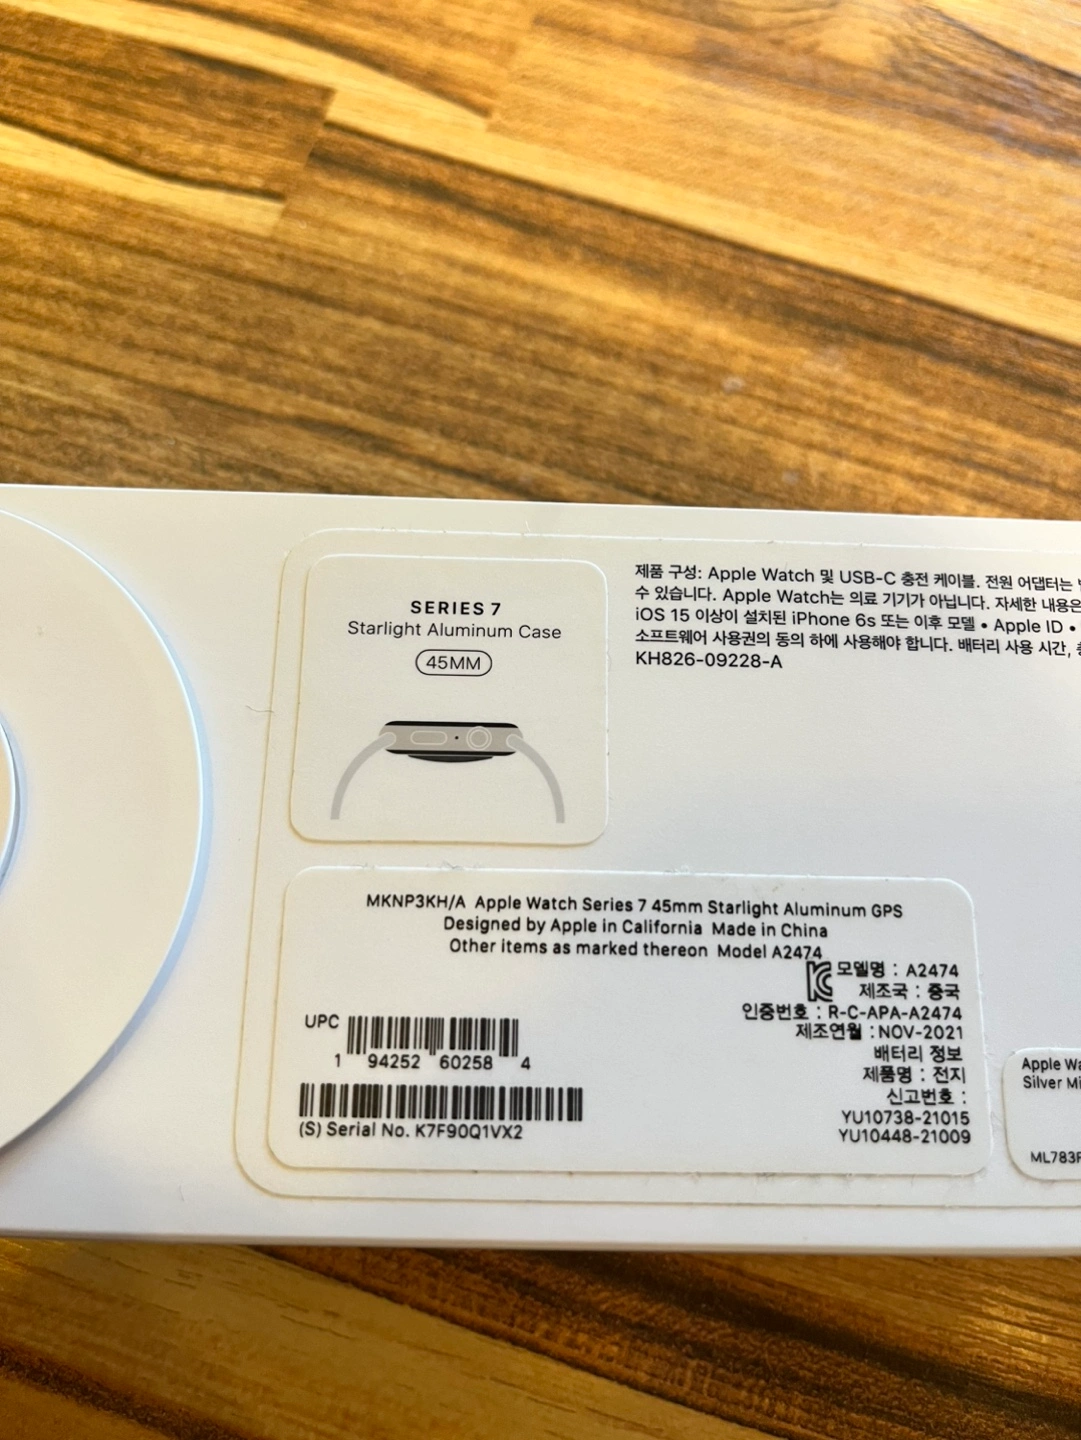 SERIES 7
Starlight Aluminum Case
45MM
제품 구성: Apple Watch 및 USB-C 충전 케이블. 전원 어댑터는
수 있습니다. Apple Watch는 의료 기기가 아닙니다. 자세한 내용은
iOS 15 이상이 설치된 iPhone 6s 또는 이후 모델 • Apple ID •
소프트웨어 사용권의 동의 하에 사용해야 합니다. 배터리 사용 시간,
KH826-09228-A
MKNP3KH/A Apple Watch Series 7 45mm Starlight Aluminum GPS
Designed by Apple in California Made in China
Other items as marked thereon Model A2474
모델명 : A2474
제조국 : 중국
인증번호 : R-C-APA-A2474
제조연월 : NOV-2021
배터리 정보
제품명 : 전지
신고번호 :
YU10738-21015
YU10448-21009
UPC
1 94252 60258 4
(S) Serial No. K7F90Q1VX2
Apple
Silver